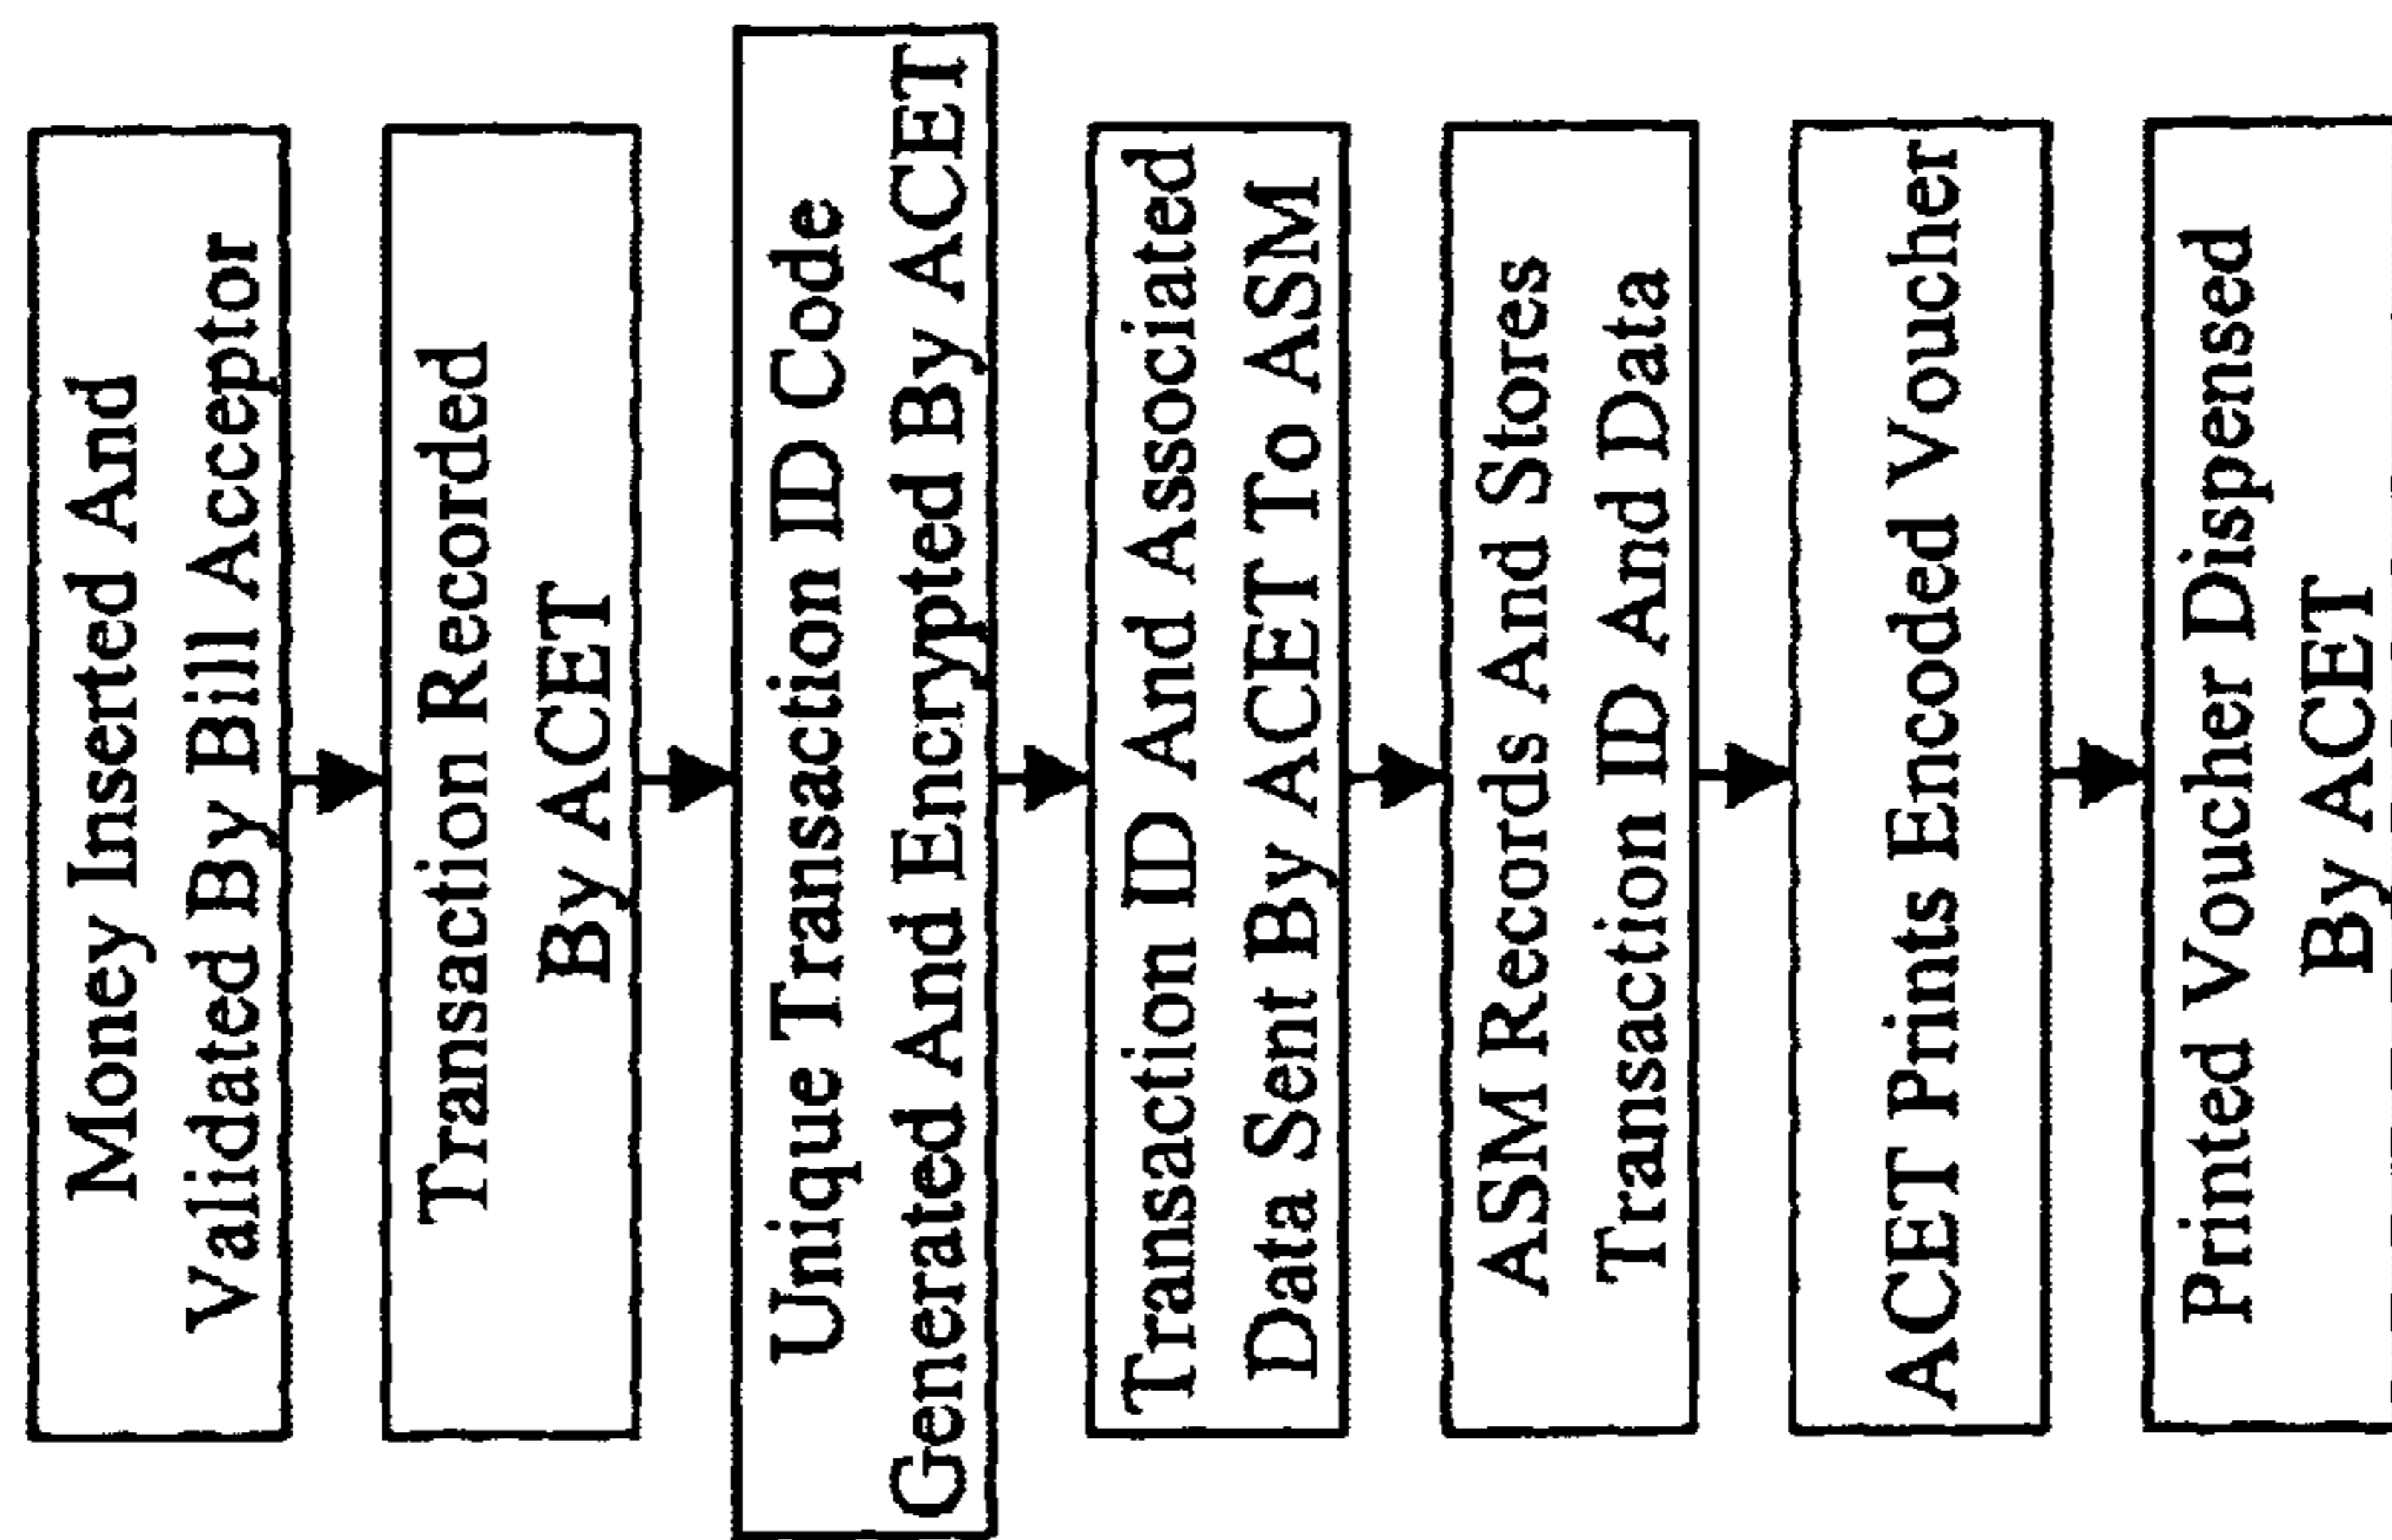 Money Inserted And
Validated By Bill Acceptor
Transaction Recorded
By ACET
Unique Transaction ID Code
Generated And Encrypted By ACET
Transaction ID And Associated
Data Sent By ACET To ASM
ASM Records And Stores
Transaction ID And Data
ACET Prints Encoded Voucher
Printed Voucher Dispensed
By ACET